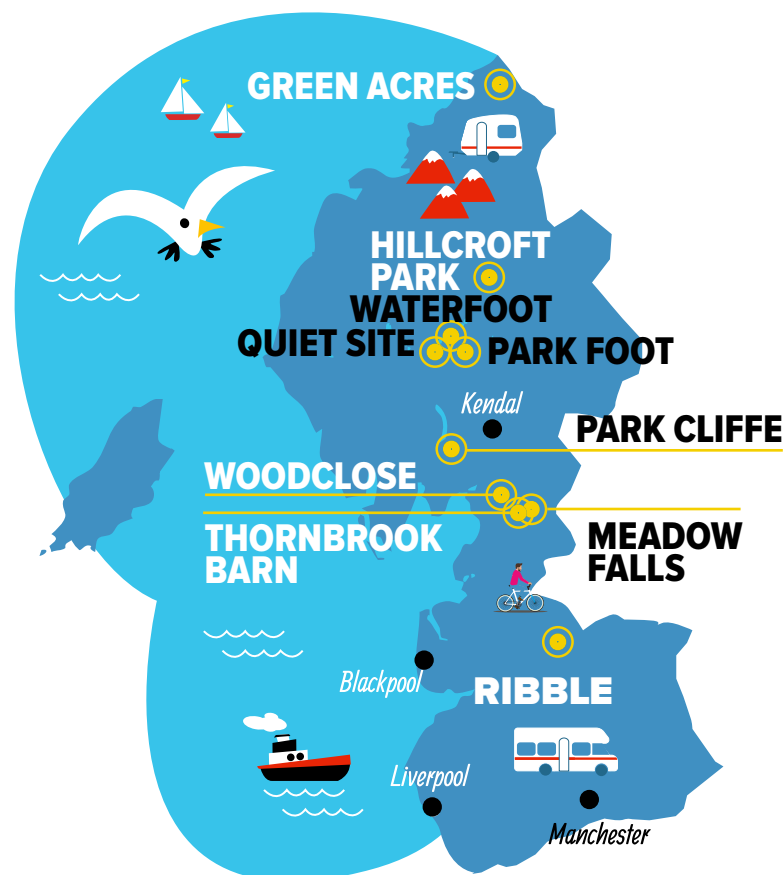 GREEN ACRES
HILLCROFT
PARK
WATERFOOT
QUIET SITE
PARK FOOT
Kendal
PARK CLIFFE
WOODCLOSE
THORNBROOK
BARN
MEADOW
FALLS
Blackpool
RIBBLE
Liverpool
Manchester